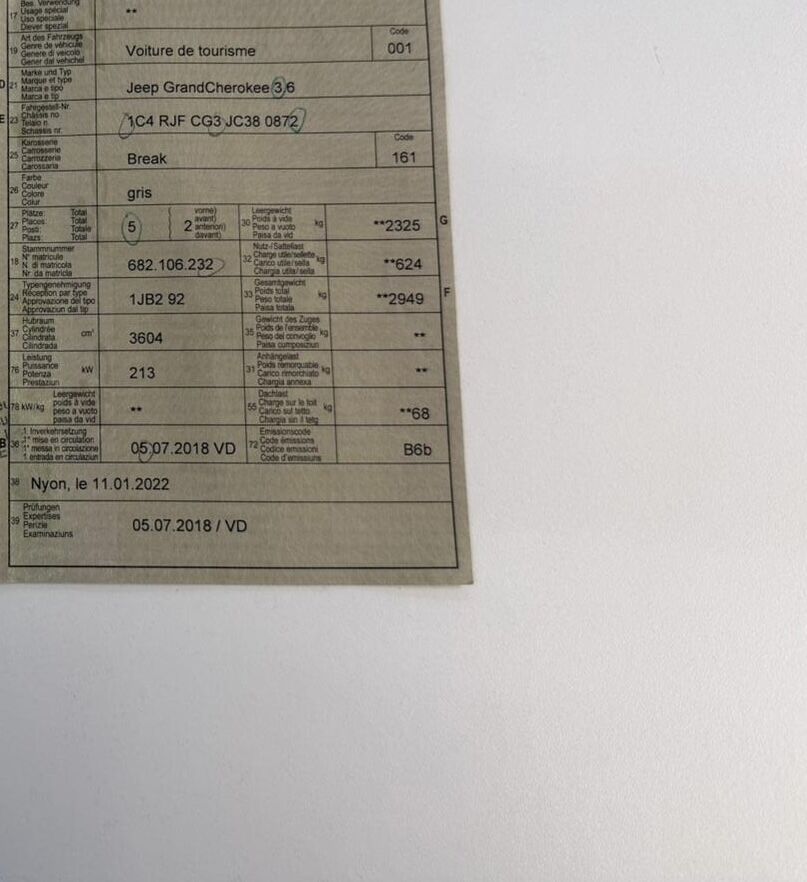 Bes. Verwendung
17 Usage spécial **
Uso speciale
Diever spezial
Art des Fahrzeugs Code
19 Genre de véhicule Voiture de tourisme 001
Genere di veicolo
Gener dal vehichel
Marke und Typ
D 21 Marque et type Jeep GrandCherokee 3,6
Marca e tipo
Marca e tip
Fahrgestell-Nr.
E 23 Châssis no 1C4 RJF CG3 JC38 0872
Telaio n.
Schassis nr.
Karosserie Code
25 Carrosserie Break 161
Carrozzeria
Carossaria
Farbe
26 Couleur gris
Colore
Colur
Plätze: Total vorne) Leergewicht
27 Places: Total 5 ( 2 avant) 30 Poids à vide kg **2325 G
Posti: Totale anteriori) Peso a vuoto
Plazs: Total davant) Paisa da vid
Stammnummer Nutz-/Sattellast
18 N° matricule 682.106.232 32 Charge utile/sellette kg **624
N. di matricola Carico utile/sella
Nr da matricla Chargia utila/sella
Typengenehmigung Gesamtgewicht
24 Réception par type 1JB2 92 33 Poids total kg **2949 F
Approvazione del tipo Peso totale
Approvaziun dal tip Paisa totala
Hubraum Gewicht des Zuges
37 Cylindrée cm³ 3604 35 Poids de l'ensemble kg **
Cilindrata Peso del convoglio
Cilindrada Paisa cumposiziun
Leistung Anhängelast
76 Puissance kW 213 31 Poids remorquable kg **
Potenza Carico rimorchiato
Prestaziun Chargia annexa
Leergewicht Dachlast
78 kW/kg poids à vide ** 55 Charge sur le toit kg **68
peso a vuoto Carico sul tetto
paisa da vid Chargia sin il tetg
1. Inverkehrsetzung Emissionscode
B 36 1re mise en circulation 05.07.2018 VD 72 Code émissions B6b
1a messa in circolazione Codice emissioni
1. entrada en circulaziun Code d'emissiuns
38 Nyon, le 11.01.2022
Prüfungen
39 Expertises 05.07.2018 / VD
Perizie
Examinaziuns